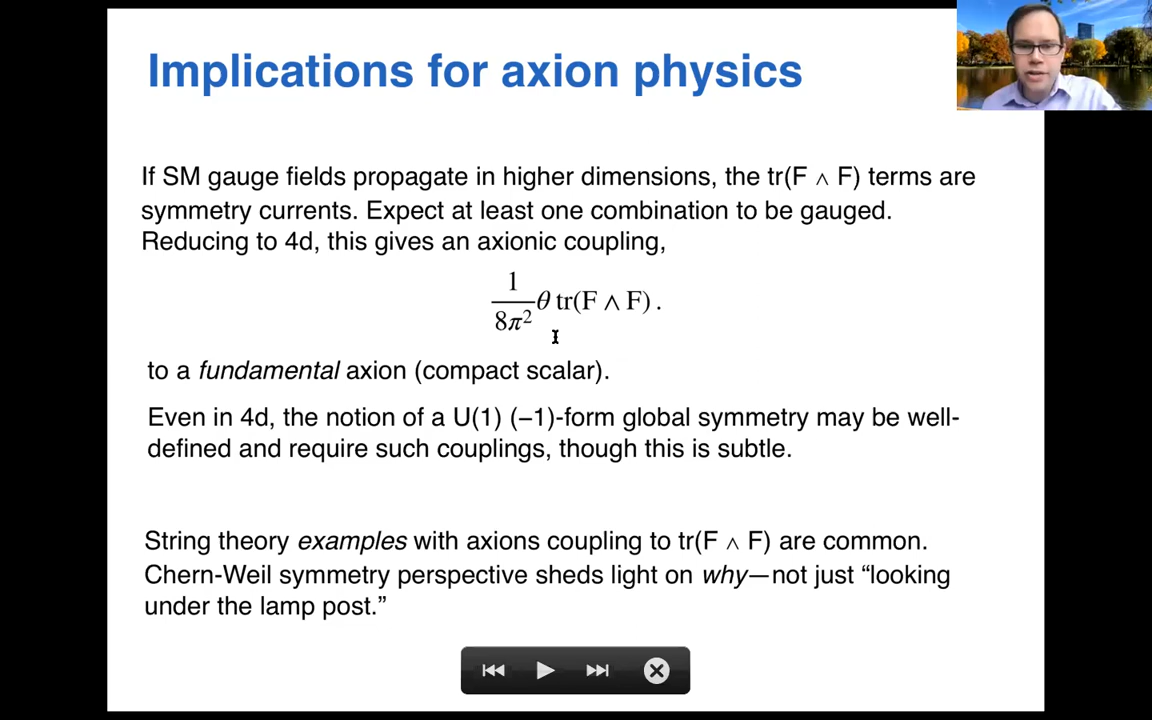 Implications for axion physics
If SM gauge fields propagate in higher dimensions, the tr(F ∧ F) terms are
symmetry currents. Expect at least one combination to be gauged.
Reducing to 4d, this gives an axionic coupling,
1/8π² θ tr(F ∧ F) .
to a fundamental axion (compact scalar).
Even in 4d, the notion of a U(1) (−1)-form global symmetry may be well-
defined and require such couplings, though this is subtle.
String theory examples with axions coupling to tr(F ∧ F) are common.
Chern-Weil symmetry perspective sheds light on why—not just “looking
under the lamp post.”